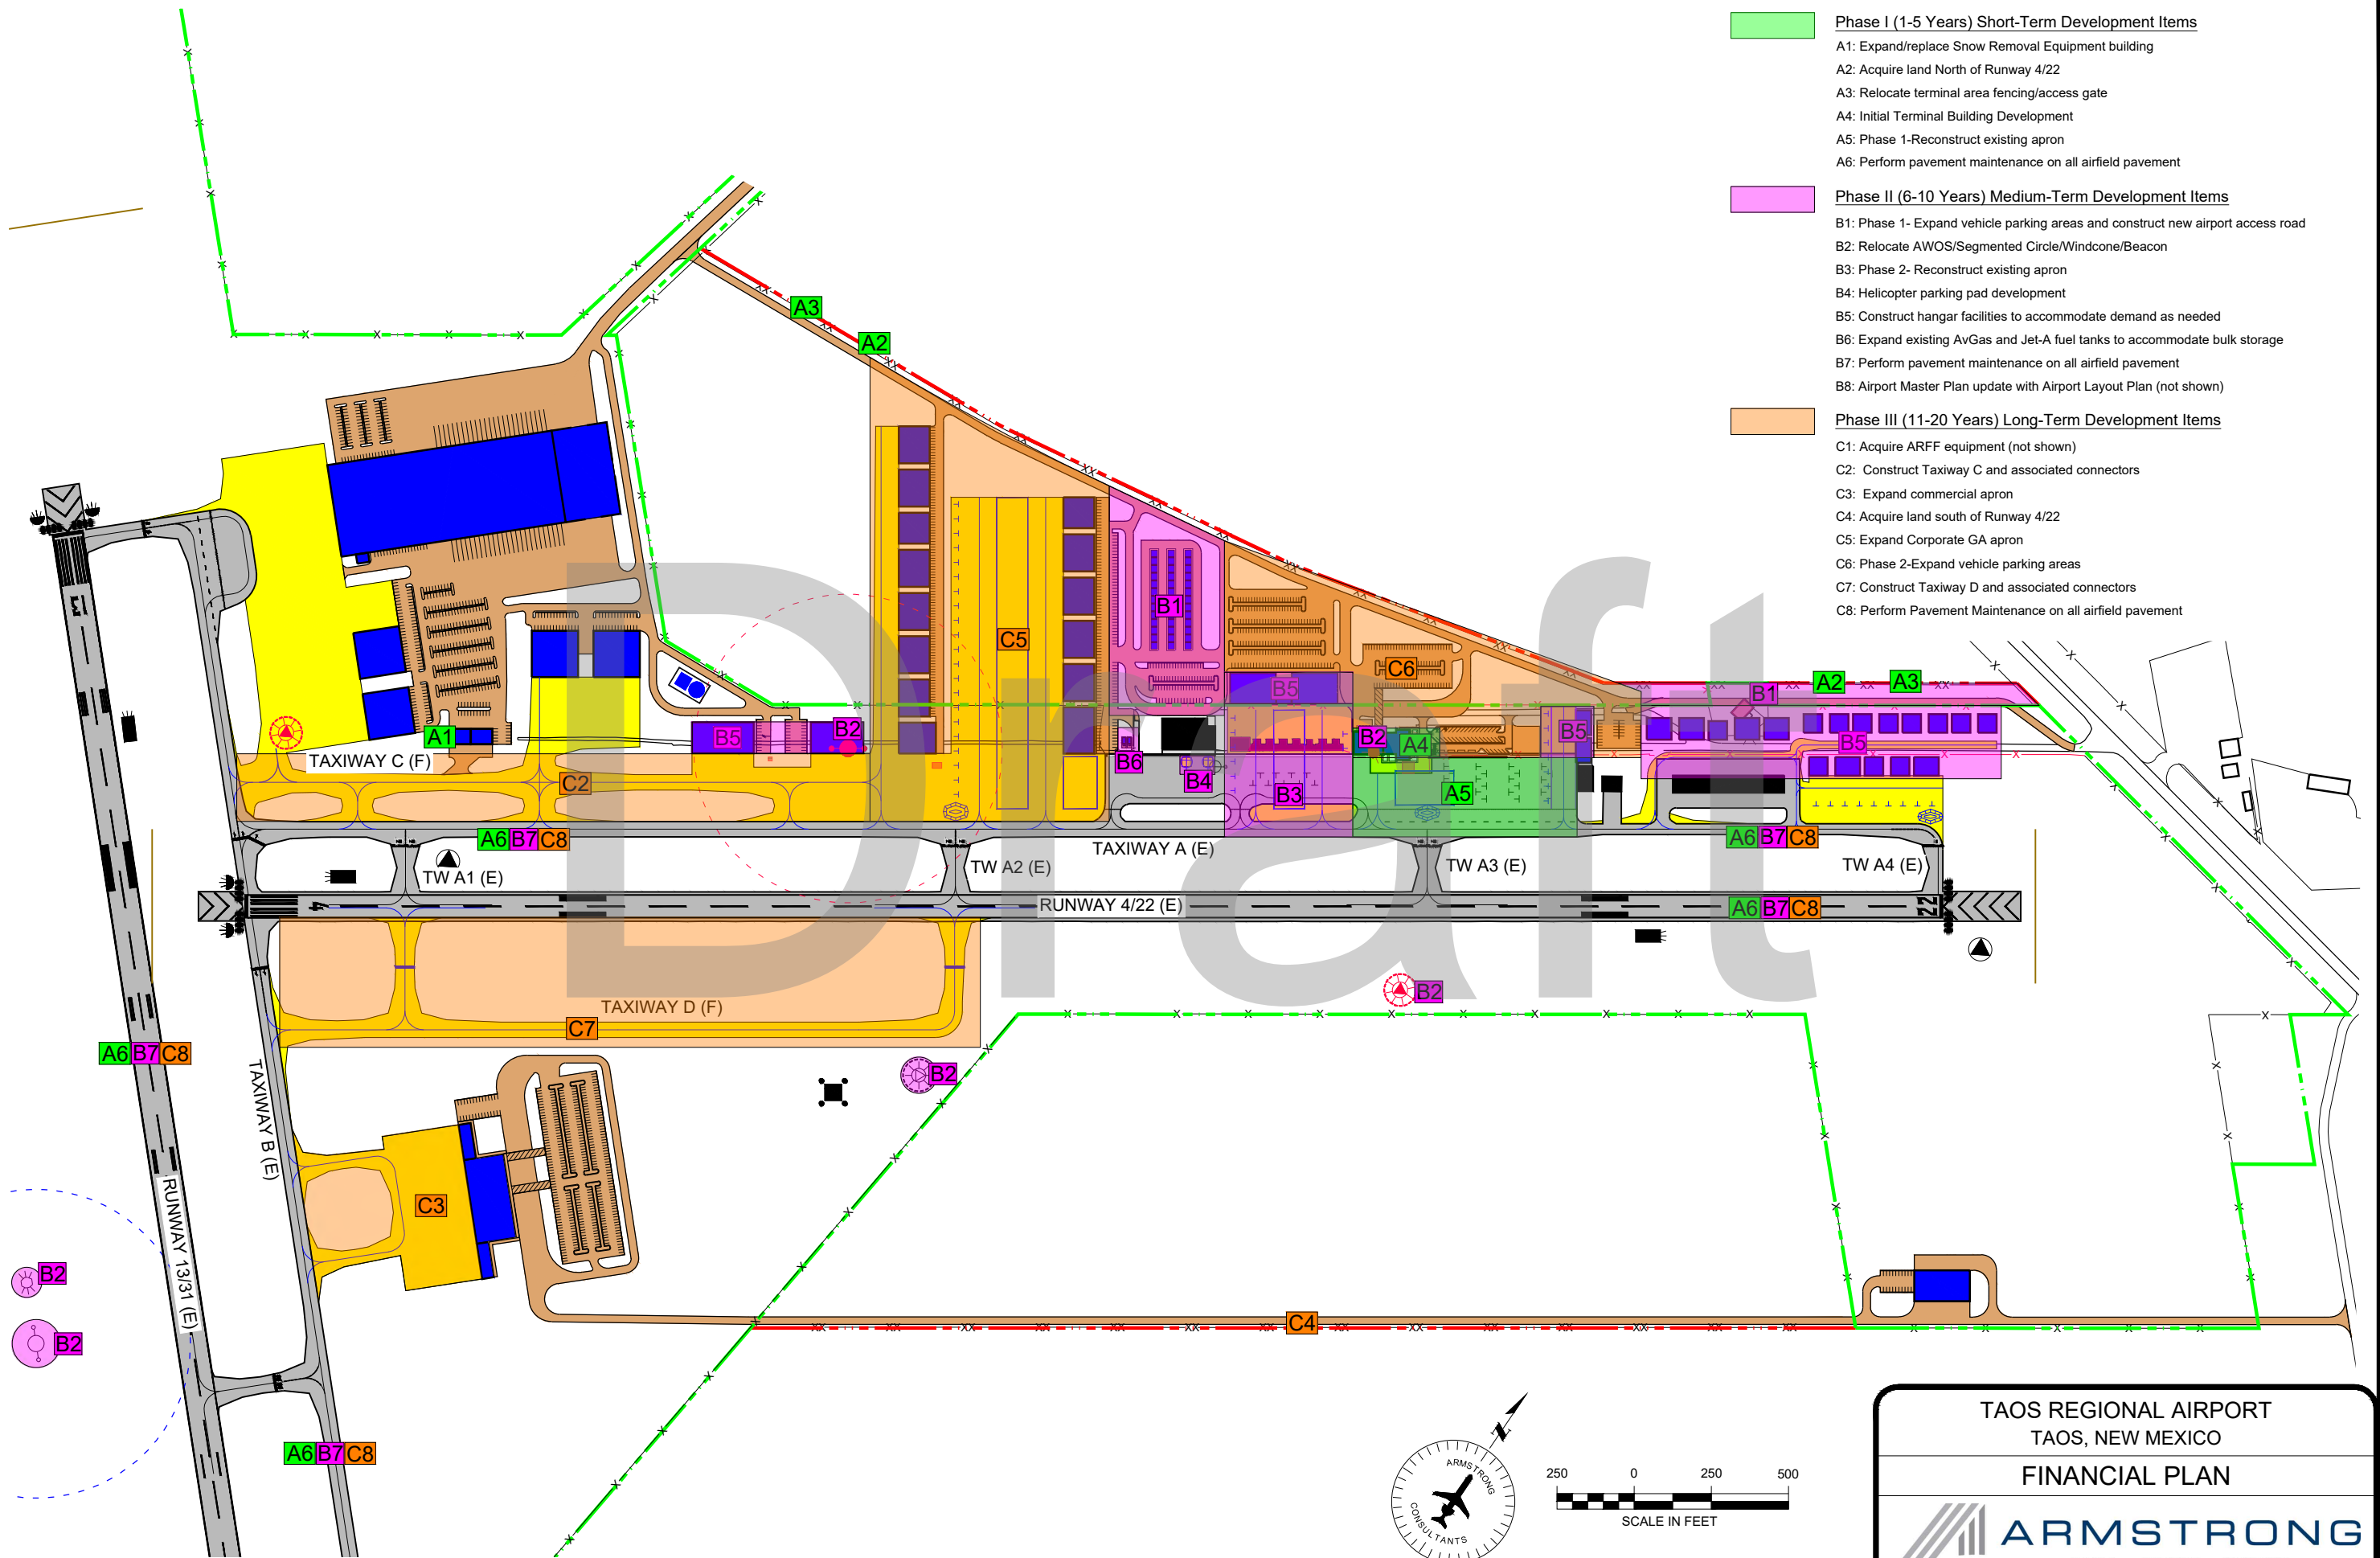 Phase I (1-5 Years) Short-Term Development Items
A1: Expand/replace Snow Removal Equipment building
A2: Acquire land North of Runway 4/22
A3: Relocate terminal area fencing/access gate
A4: Initial Terminal Building Development
A5: Phase 1-Reconstruct existing apron
A6: Perform pavement maintenance on all airfield pavement
Phase II (6-10 Years) Medium-Term Development Items
B1: Phase 1- Expand vehicle parking areas and construct new airport access road
B2: Relocate AWOS/Segmented Circle/Windcone/Beacon
B3: Phase 2- Reconstruct existing apron
B4: Helicopter parking pad development
B5: Construct hangar facilities to accommodate demand as needed
B6: Expand existing AvGas and Jet-A fuel tanks to accommodate bulk storage
B7: Perform pavement maintenance on all airfield pavement
B8: Airport Master Plan update with Airport Layout Plan (not shown)
Phase III (11-20 Years) Long-Term Development Items
C1: Acquire ARFF equipment (not shown)
C2: Construct Taxiway C and associated connectors
C3: Expand commercial apron
C4: Acquire land south of Runway 4/22
C5: Expand Corporate GA apron
C6: Phase 2-Expand vehicle parking areas
C7: Construct Taxiway D and associated connectors
C8: Perform Pavement Maintenance on all airfield pavement
A3
A2
Draft
B1
C5
C6
B5
A2
A3
B1
13
A1
B5
B2
B5
B2
A4
B5
B6
B4
B3
A5
TAXIWAY C (F)
C2
A6 B7 C8
A6 B7 C8
TAXIWAY A (E)
TW A1 (E)
TW A2 (E)
TW A3 (E)
TW A4 (E)
4
RUNWAY 4/22 (E)
A6 B7 C8
22
TAXIWAY D (F)
C7
B2
B2
A6 B7 C8
TAXIWAY B (E)
C3
RUNWAY 13/31 (E)
B2
B2
C4
A6 B7 C8
N
ARMSTRONG
CONSULTANTS
250 0 250 500
SCALE IN FEET
TAOS REGIONAL AIRPORT
TAOS, NEW MEXICO
FINANCIAL PLAN
ARMSTRONG